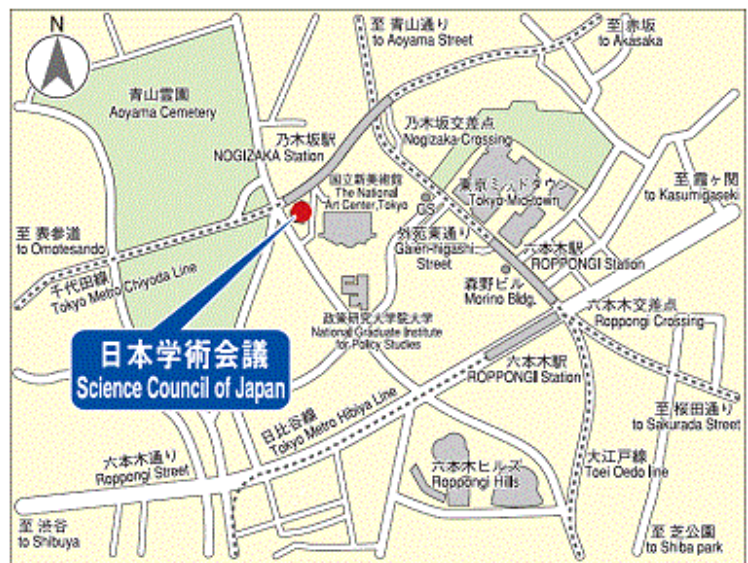 N
至 青山通り
to Aoyama Street
至 赤坂
to Akasaka
青山霊園
Aoyama Cemetery
乃木坂駅
NOGIZAKA Station
乃木坂交差点
Nogizaka Crossing
国立新美術館
The National
Art Center,Tokyo
東京ミッドタウン
Tokyo Mid-town
至 霞ヶ関
to Kasumigaseki
GS
至 表参道
to Omotesando
外苑東通り
Gaien-higashi
Street
六本木駅
ROPPONGI Station
千代田線
Tokyo Metro Chiyoda Line
森野ビル
Morino Bldg.
六本木交差点
Roppongi Crossing
政策研究大学院大学
National Graduate Institute
for Policy Studies
日本学術会議
Science Council of Japan
六本木駅
ROPPONGI Station
日比谷線
Tokyo Metro Hibiya Line
至 桜田通り
to Sakurada Street
六本木通り
Roppongi Street
六本木ヒルズ
Roppongi Hills
大江戸線
Toei Oedo line
至 渋谷
to Shibuya
至 芝公園
to Shiba park